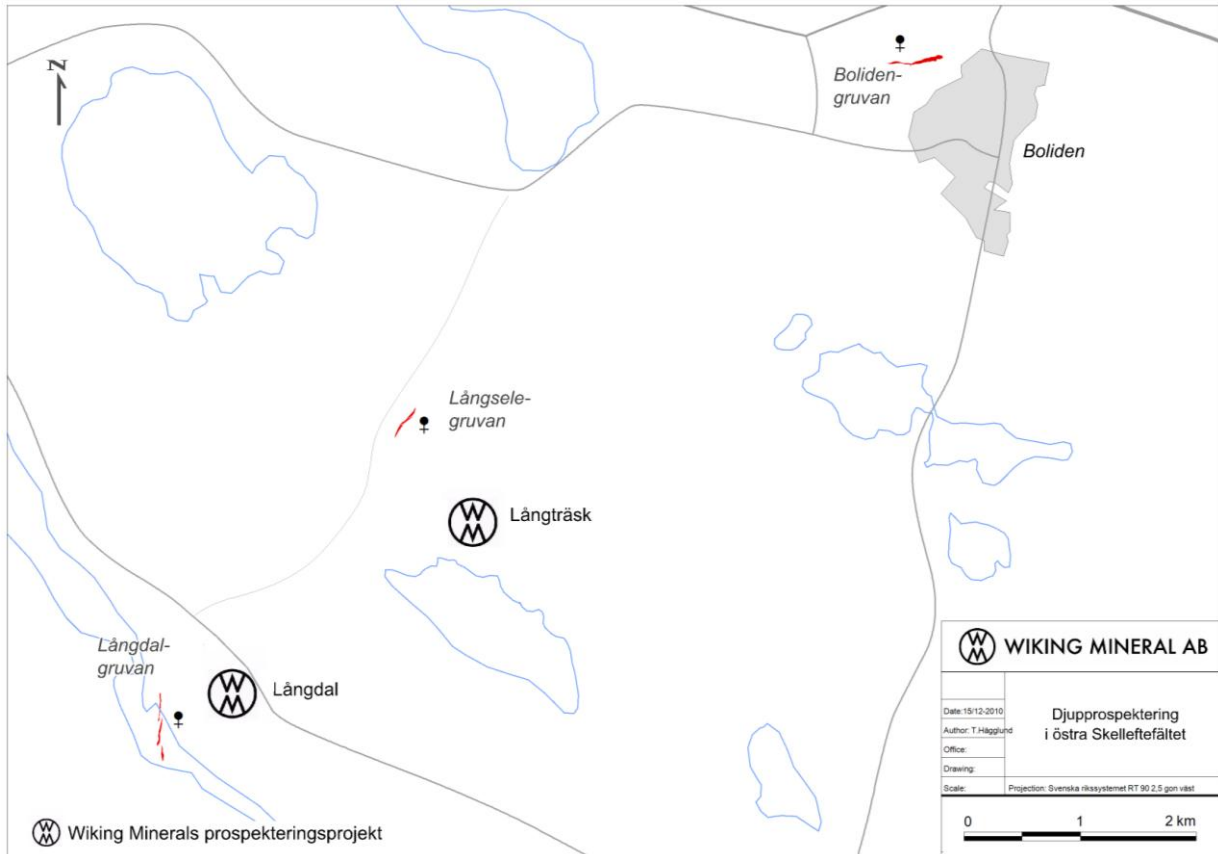 N
Boliden-
gruvan
Boliden
Långsele-
gruvan
Långträsk
Långdal-
gruvan
Långdal
Wiking Minerals prospekteringsprojekt
WIKING MINERAL AB
Date:15/12-2010
Author: T.Hägglund
Office:
Drawing:
Scale:
Djupprospektering
i östra Skelleftefältet
Projection: Svenska rikssystemet RT 90 2,5 gon väst
0 1 2 km